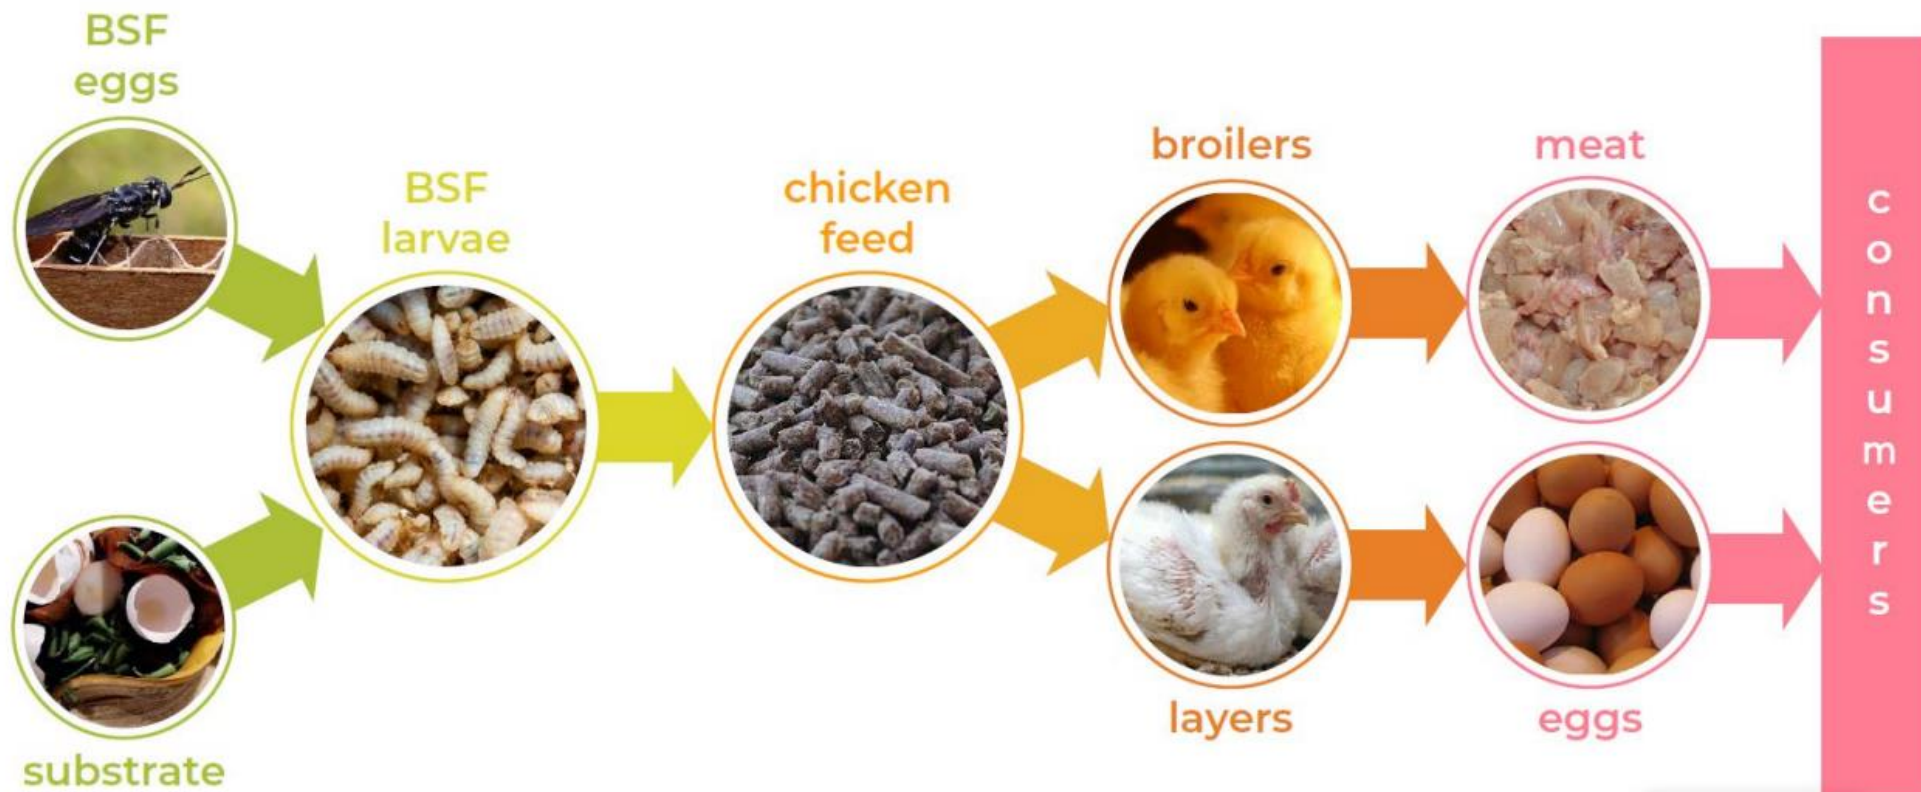 BSF
eggs
BSF
larvae
substrate
chicken
feed
broilers
layers
meat
eggs
consumers